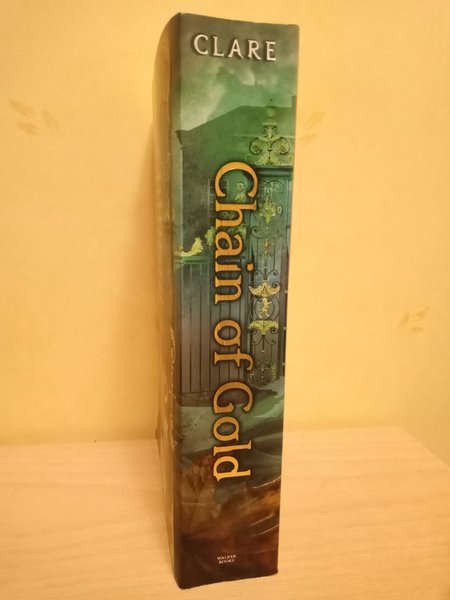 CLARE
Chain of Gold
WALKER
BOOKS